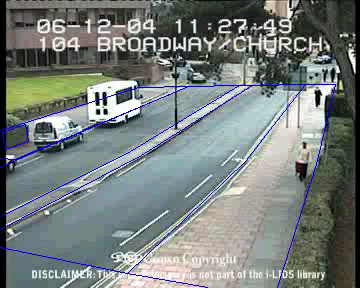 06-12-04 11:27:49
104 BROADWAY/CHURCH
Crown Copyright
DISCLAIMER: This is not part of the i-LIDS library